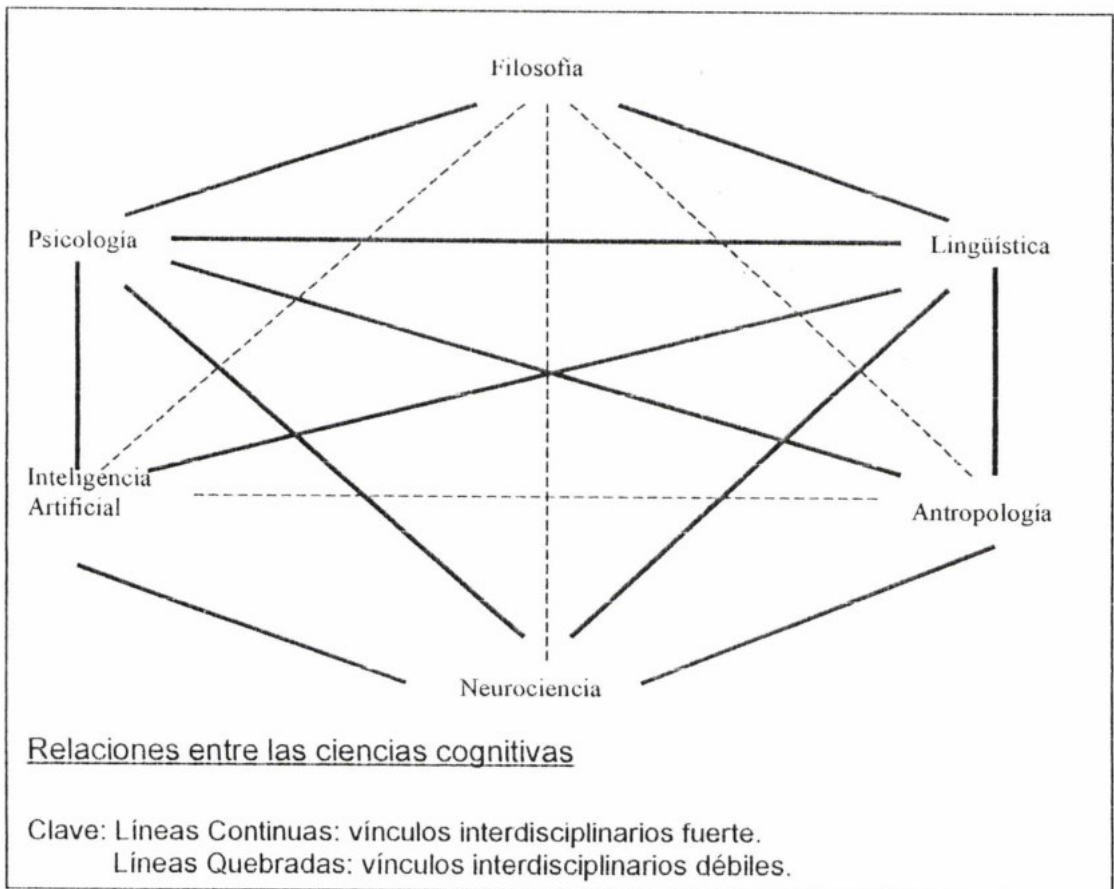 Filosofía
Psicología
Lingüística
Inteligencia
Artificial
Antropología
Neurociencia
Relaciones entre las ciencias cognitivas
Clave: Líneas Continuas: vínculos interdisciplinarios fuerte.
Líneas Quebradas: vínculos interdisciplinarios débiles.